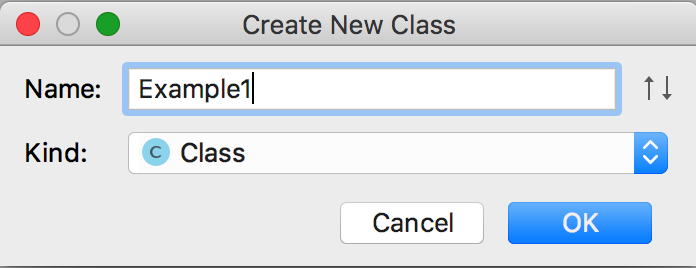 Create New Class
Name: Example1
Kind: C Class
Cancel OK